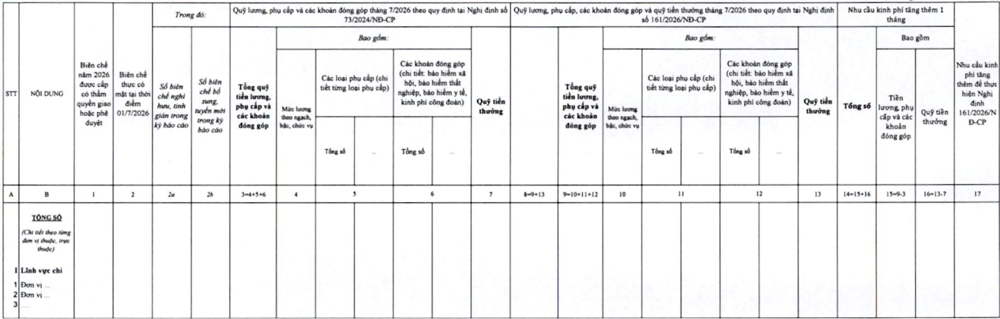 Trong đó:
Quỹ lương, phụ cấp và các khoản đóng góp tháng 7/2026 theo quy định tại Nghị định số
73/2024/NĐ-CP
Quỹ lương, phụ cấp, các khoản đóng góp và quỹ tiền thưởng tháng 7/2026 theo quy định tại Nghị định
số 161/2026/NĐ-CP
Nhu cầu kinh phí tăng thêm 1
tháng
Bao gồm:
Bao gồm:
Bao gồm
STT
NỘI DUNG
Biên chế
năm 2026
được cấp
có thẩm
quyền giao
hoặc phê
duyệt
Biên chế
thực có
mặt tại thời
điểm
01/7/2026
Số biên
chế nghỉ
hưu, tinh
giản trong
kỳ báo cáo
Số biên
chế bổ
sung,
tuyển mới
trong kỳ
báo cáo
Tổng quỹ
tiền lương,
phụ cấp và
các khoản
đóng góp
Mức lương
theo ngạch,
bậc, chức vụ
Các loại phụ cấp (chi
tiết từng loại phụ cấp)
Các khoản đóng góp
(chi tiết: bảo hiểm xã
hội, bảo hiểm thất
nghiệp, bảo hiểm y tế,
kinh phí công đoàn)
Quỹ tiền
thưởng
Tổng quỹ
tiền lương,
phụ cấp và
các khoản
đóng góp
Mức lương
theo ngạch,
bậc, chức vụ
Các loại phụ cấp (chi
tiết từng loại phụ cấp)
Các khoản đóng góp
(chi tiết: bảo hiểm xã
hội, bảo hiểm thất
nghiệp, bảo hiểm y tế,
kinh phí công đoàn)
Quỹ tiền
thưởng
Tổng số
Tiền
lương, phụ
cấp và các
khoản
đóng góp
Quỹ tiền
thưởng
Nhu cầu kinh
phí tăng
thêm để thực
hiện Nghị
định
161/2026/N
Đ-CP
Tổng số ... Tổng số ... Tổng số ... Tổng số ...
A B 1 2 2a 2b 3=4+5+6 4 5 6 7 8=9+13 9=10+11+12 10 11 12 13 14=15+16 15=9-3 16=13-7 17
TỔNG SỐ
(Chi tiết theo từng
đơn vị thuộc, trực
thuộc)
I Lĩnh vực chi
1 Đơn vị ...
2 Đơn vị ...
3 ....